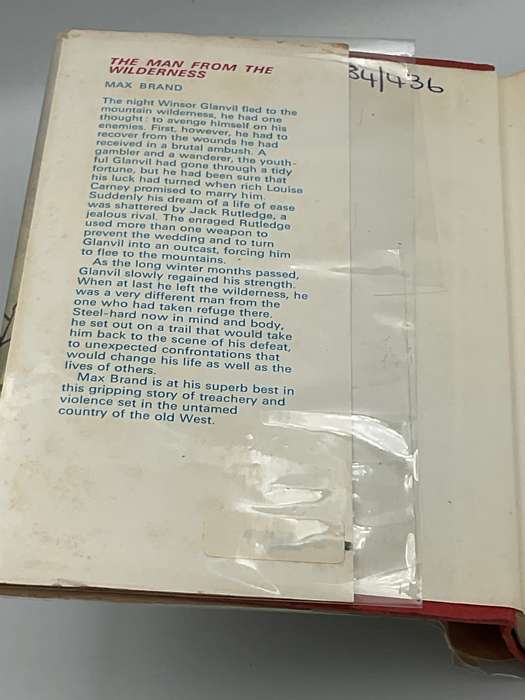 THE MAN FROM THE
WILDERNESS
MAX BRAND
The night Winsor Glanvil fled to the
mountain wilderness, he had one
thought: to avenge himself on his
enemies. First, however, he had to
recover from the wounds he had
received in a brutal ambush. A
gambler and a wanderer, the youth-
ful Glanvil had gone through a tidy
fortune, but he had been sure that
his luck had turned when rich Louise
Carney promised to marry him.
Suddenly his dream of a life of ease
was shattered by Jack Rutledge, a
jealous rival. The enraged Rutledge
used more than one weapon to
prevent the wedding and to turn
Glanvil into an outcast, forcing him
to flee to the mountains.
As the long winter months passed,
Glanvil slowly regained his strength.
When at last he left the wilderness, he
was a very different man from the
one who had taken refuge there.
Steel-hard now in mind and body,
he set out on a trail that would take
him back to the scene of his defeat,
to unexpected confrontations that
would change his life as well as the
lives of others.
Max Brand is at his superb best in
this gripping story of treachery and
violence set in the untamed
country of the old West.
34/436